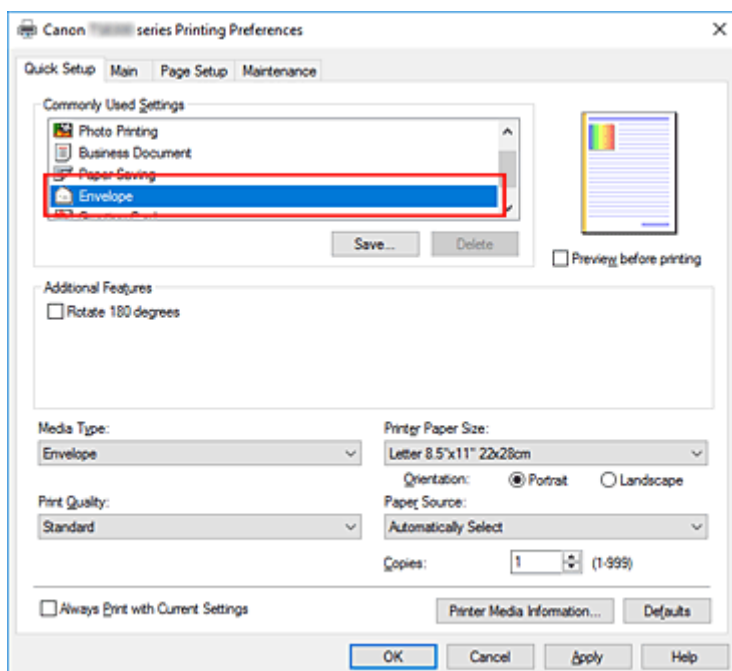 Canon series Printing Preferences
Quick Setup Main Page Setup Maintenance
Commonly Used Settings
Photo Printing
Business Document
Paper Saving
Envelope
Save... Delete
Preview before printing
Additional Features
Rotate 180 degrees
Media Type: Printer Paper Size:
Envelope Letter 8.5"x11" 22x28cm
Orientation: Portrait Landscape
Print Quality: Paper Source:
Standard Automatically Select
Copies: 1 (1-999)
Always Print with Current Settings Printer Media Information... Defaults
OK Cancel Apply Help